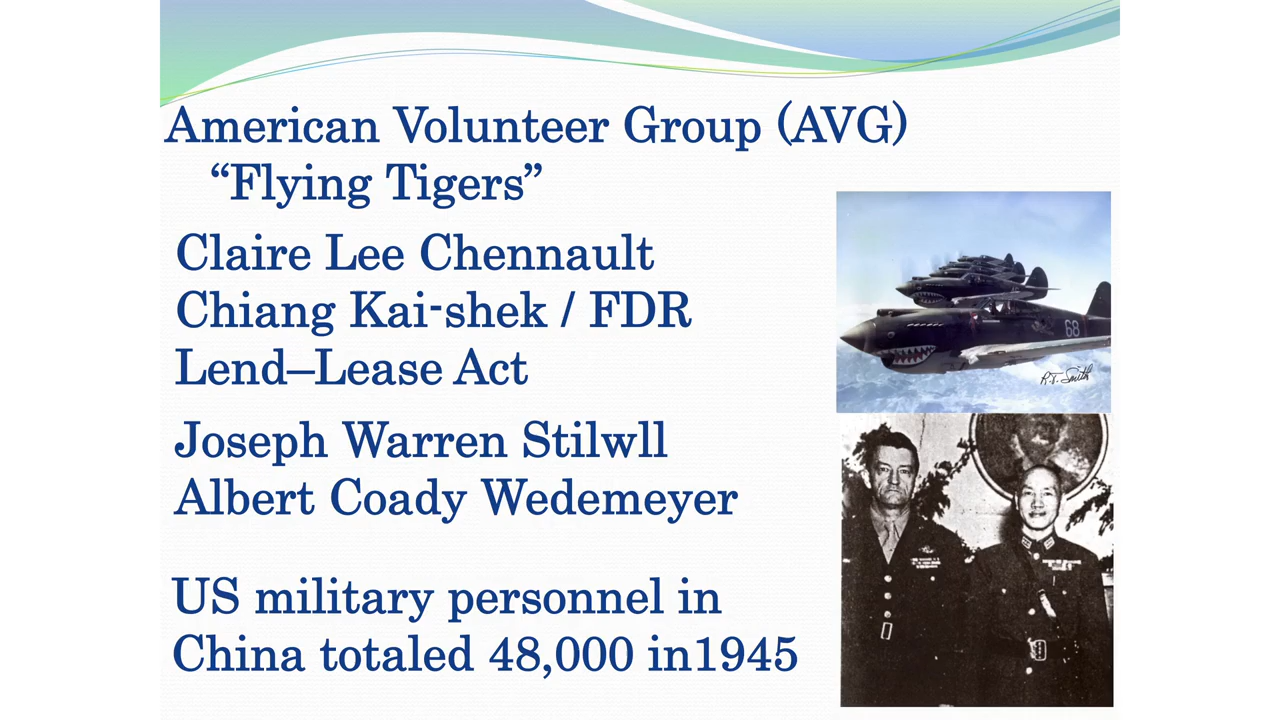 American Volunteer Group (AVG)
“Flying Tigers”
Claire Lee Chennault
Chiang Kai-shek / FDR
Lend–Lease Act
Joseph Warren Stilwll
Albert Coady Wedemeyer
US military personnel in
China totaled 48,000 in1945
68
R.T. Smith